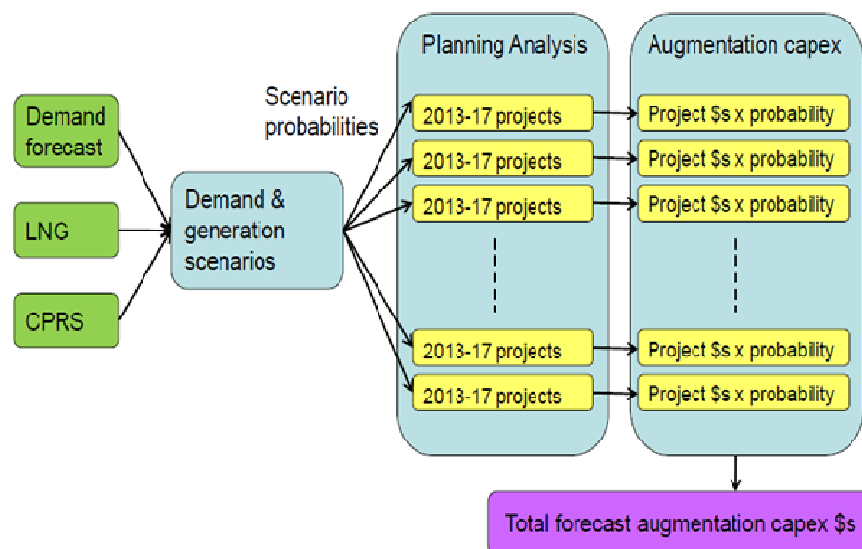 Demand
forecast
LNG
CPRS
Demand &
generation
scenarios
Scenario
probabilities
Planning Analysis
2013-17 projects
2013-17 projects
2013-17 projects
2013-17 projects
2013-17 projects
Augmentation capex
Project $s x probability
Project $s x probability
Project $s x probability
Project $s x probability
Project $s x probability
Total forecast augmentation capex $s